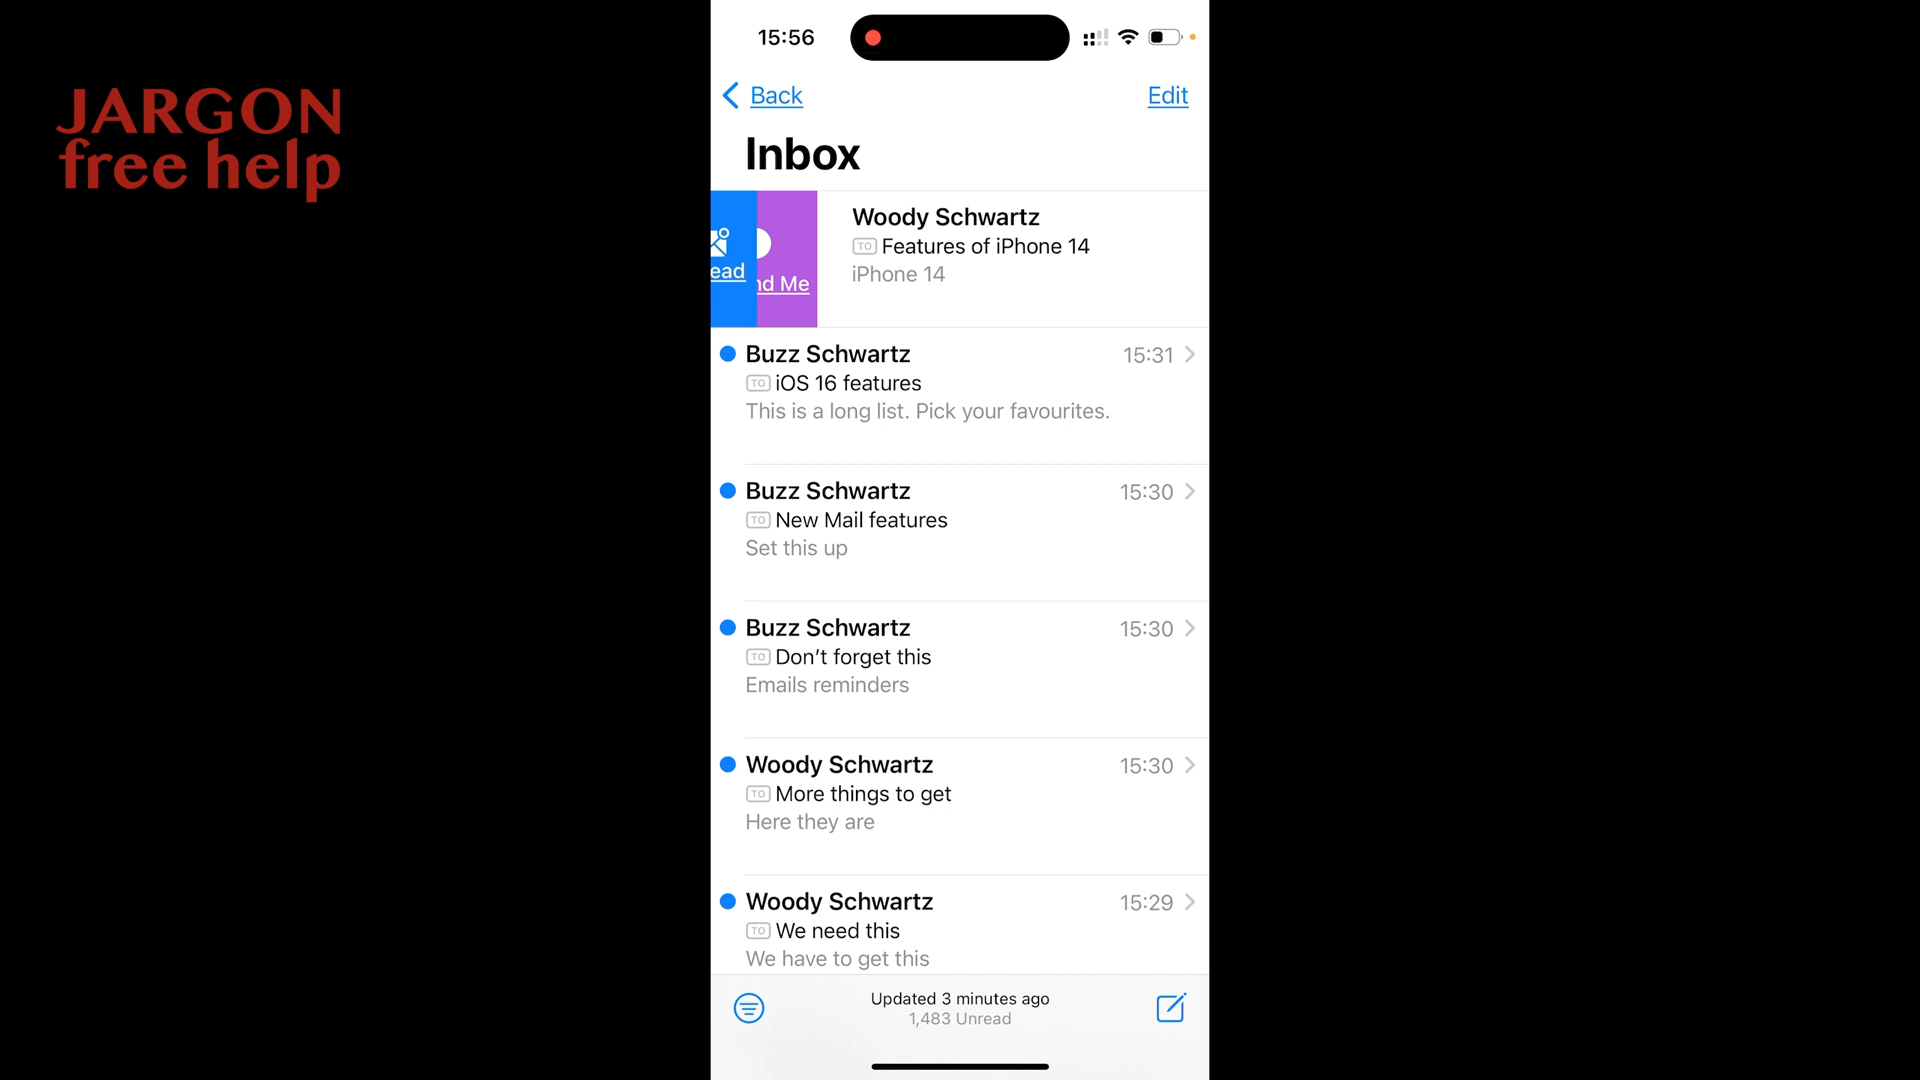 JARGON
free help
15:56
Back
Edit
Inbox
ead
nd Me
Woody Schwartz
TO Features of iPhone 14
iPhone 14
Buzz Schwartz
15:31
TO iOS 16 features
This is a long list. Pick your favourites.
Buzz Schwartz
15:30
TO New Mail features
Set this up
Buzz Schwartz
15:30
TO Don’t forget this
Emails reminders
Woody Schwartz
15:30
TO More things to get
Here they are
Woody Schwartz
15:29
TO We need this
We have to get this
Updated 3 minutes ago
1,483 Unread